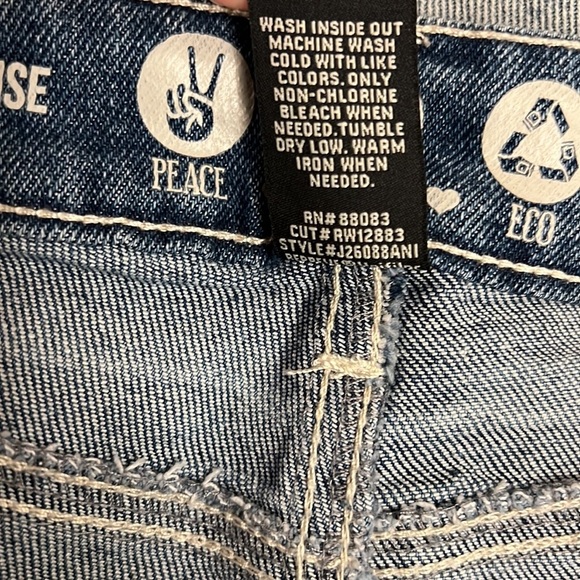 WASH INSIDE OUT
MACHINE WASH
COLD WITH LIKE
COLORS. ONLY
NON-CHLORINE
BLEACH WHEN
NEEDED.TUMBLE
DRY LOW. WARM
IRON WHEN
NEEDED.
RN# 88083
CUT# RW12883
STYLE#J26088ANI
PEACE
ECO